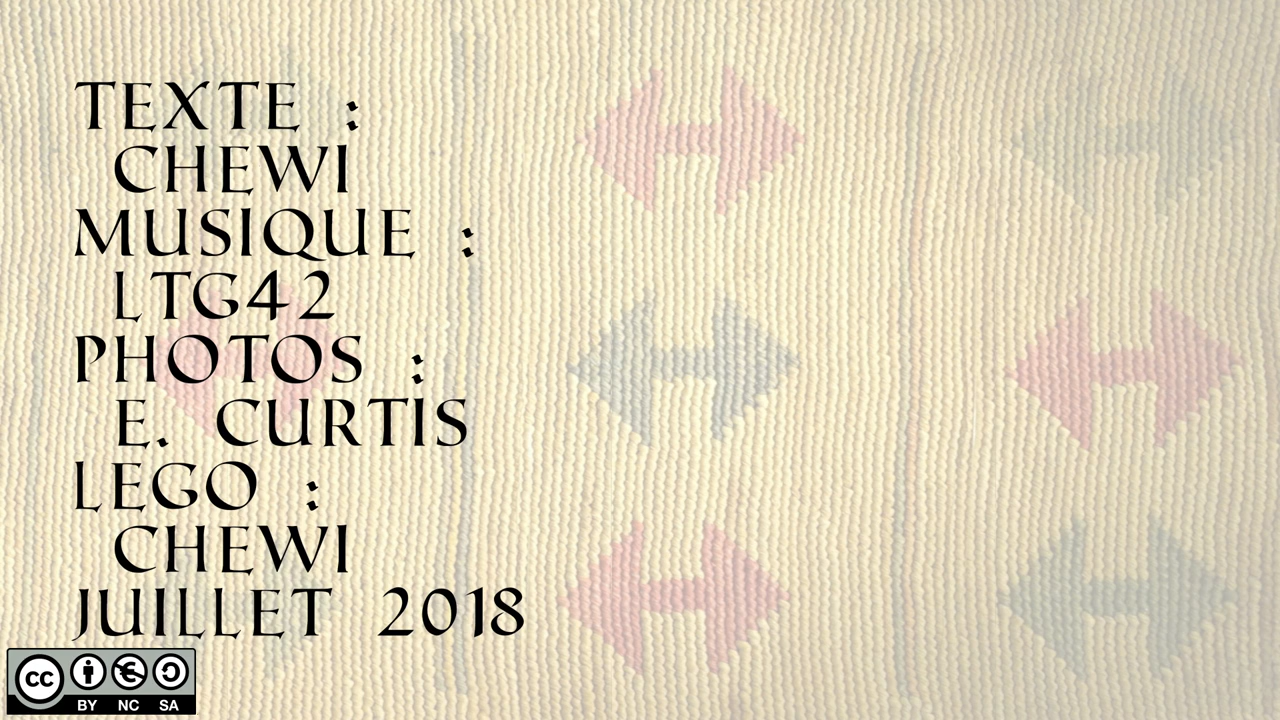 TEXTE :
CHEWI
MUSIQUE :
LTG42
PHOTOS :
E. CURTIS
LEGO :
CHEWI
JUILLET 2018
CC BY NC SA